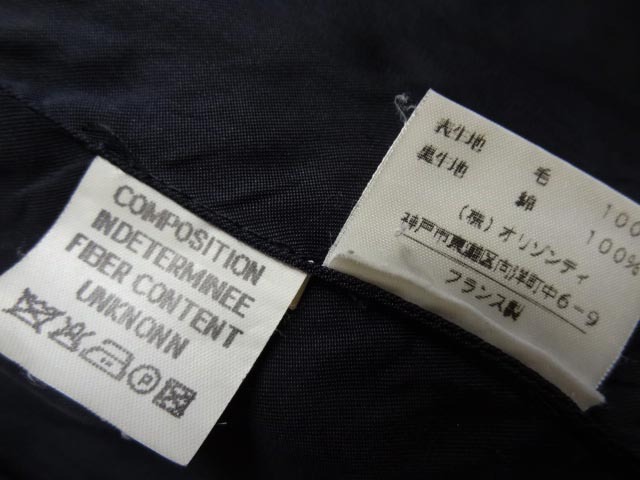 COMPOSITION
INDETERMINEE
FIBER CONTENT
UNKNONN
P
表生地 毛 100
裏生地 綿 100%
(株)オリゾンティ
神戸市東灘区向洋町中6-9
フランス製